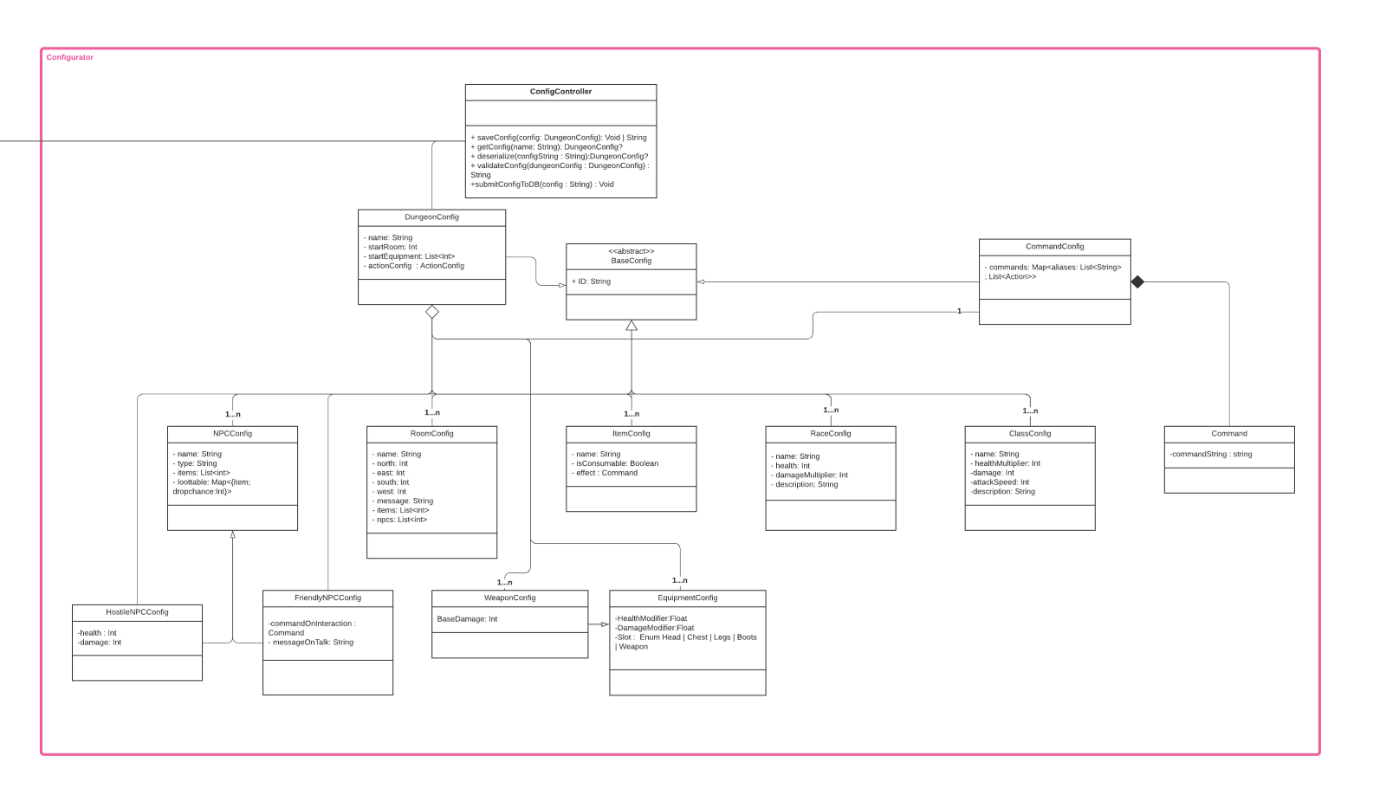 Configurator
ConfigController
+ saveConfig(config: DungeonConfig): Void | String
+ getConfig(name: String): DungeonConfig?
+ deserialize(configString : String):DungeonConfig?
+ validateConfig(dungeonConfig : DungeonConfig) :
String
+submitConfigToDB(config : String) : Void
DungeonConfig
- name: String
- startRoom: Int
- startEquipment: List<Int>
- actionConfig : ActionConfig
<<abstract>>
BaseConfig
+ ID: String
CommandConfig
- commands: Map<aliases: List<String>
; List<Action>>
1
1...n
1...n
1...n
1...n
1...n
NPCConfig
- name: String
- type: String
- items: List<int>
- loottable: Map<{item;
dropchance:Int}>
RoomConfig
- name: String
- north: Int
- east: Int
- south: Int
- west: Int
- message: String
- items: List<int>
- npcs: List<int>
ItemConfig
- name: String
- isConsumable: Boolean
- effect : Command
RaceConfig
- name: String
- health: Int
- damageMultiplier: Int
- description: String
ClassConfig
- name: String
- healthMultiplier: Int
-damage: Int
-attackSpeed: Int
-description: String
Command
-commandString : string
1...n
1...n
HostileNPCConfig
-health : Int
-damage: Int
FriendlyNPCConfig
-commandOnInteraction :
Command
- messageOnTalk: String
WeaponConfig
BaseDamage: Int
EquipmentConfig
-HealthModifier:Float
-DamageModifier:Float
-Slot : Enum Head | Chest | Legs | Boots
| Weapon